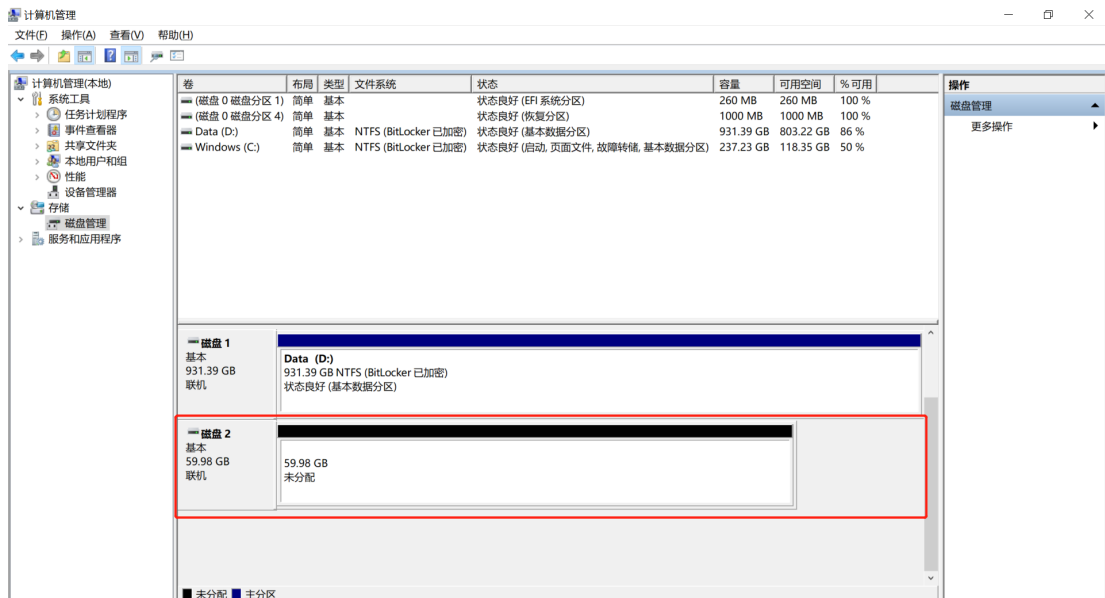 计算机管理
文件(F) 操作(A) 查看(V) 帮助(H)
计算机管理(本地)
系统工具
任务计划程序
事件查看器
共享文件夹
本地用户和组
性能
设备管理器
存储
磁盘管理
服务和应用程序
卷 布局 类型 文件系统 状态 容量 可用空间 % 可用
(磁盘 0 磁盘分区 1) 简单 基本 状态良好 (EFI 系统分区) 260 MB 260 MB 100 %
(磁盘 0 磁盘分区 4) 简单 基本 状态良好 (恢复分区) 1000 MB 1000 MB 100 %
Data (D:) 简单 基本 NTFS (BitLocker 已加密) 状态良好 (基本数据分区) 931.39 GB 803.22 GB 86 %
Windows (C:) 简单 基本 NTFS (BitLocker 已加密) 状态良好 (启动, 页面文件, 故障转储, 基本数据分区) 237.23 GB 118.35 GB 50 %
磁盘 1
基本
931.39 GB
联机
Data (D:)
931.39 GB NTFS (BitLocker 已加密)
状态良好 (基本数据分区)
磁盘 2
基本
59.98 GB
联机
59.98 GB
未分配
未分配 主分区
操作
磁盘管理
更多操作